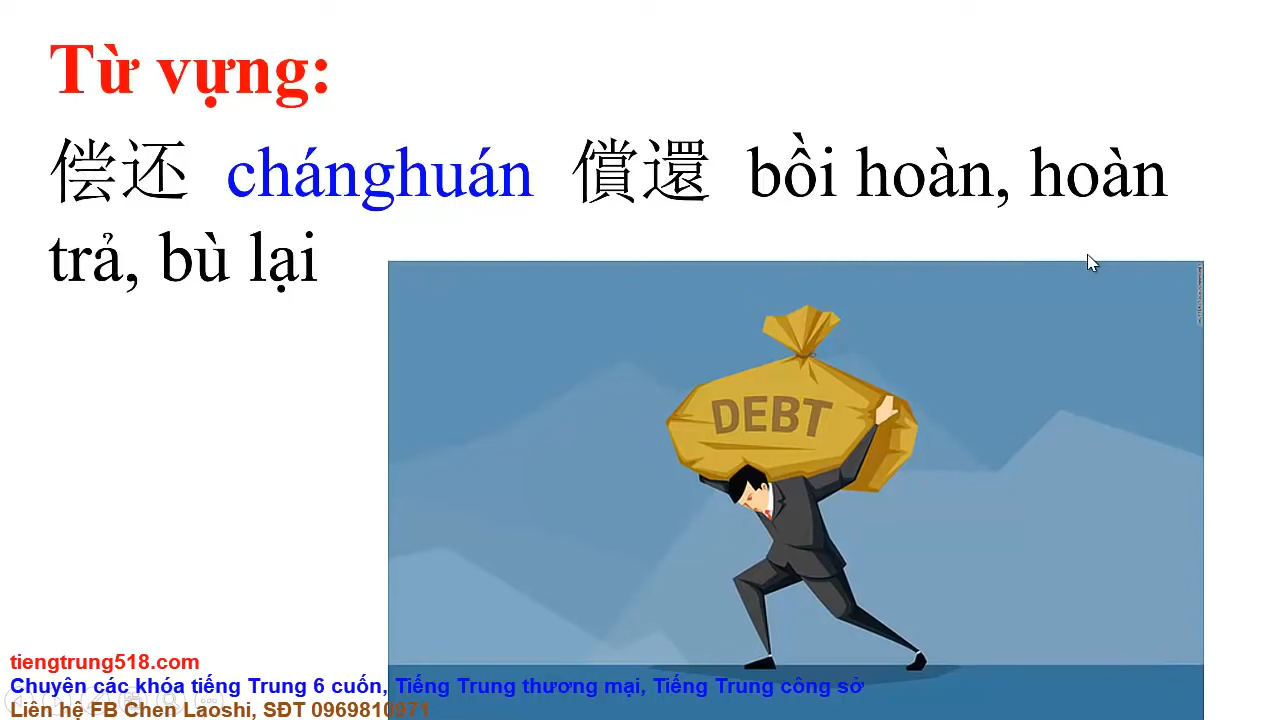 Từ vựng:
偿还 chánghuán 償還 bồi hoàn, hoàn
trả, bù lại
DEBT
tiengtrung518.com
Chuyên các khóa tiếng Trung 6 cuốn, Tiếng Trung thương mại, Tiếng Trung công sở
Liên hệ FB Chen Laoshi, SĐT 0969810971